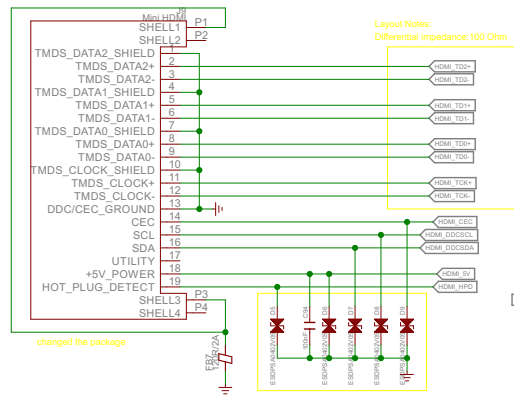 J9
Mini HDMI
SHELL1 P1
SHELL2 P2
TMDS_DATA2_SHIELD 1
TMDS_DATA2+ 2 HDMI_TD2+
TMDS_DATA2- 3 HDMI_TD2-
TMDS_DATA1_SHIELD 4
TMDS_DATA1+ 5 HDMI_TD1+
TMDS_DATA1- 6 HDMI_TD1-
TMDS_DATA0_SHIELD 7
TMDS_DATA0+ 8 HDMI_TD0+
TMDS_DATA0- 9 HDMI_TD0-
TMDS_CLOCK_SHIELD 10
TMDS_CLOCK+ 11 HDMI_TCK+
TMDS_CLOCK- 12 HDMI_TCK-
DDC/CEC_GROUND 13
CEC 14 HDMI_CEC
SCL 15 HDMI_DDCSCL
SDA 16 HDMI_DDCSDA
UTILITY 17
+5V_POWER 18 HDMI_5V
HOT_PLUG_DETECT 19 HDMI_HPD
SHELL3 P3
SHELL4 P4
Layout Notes:
Differential impedance 100 Ohm
changed the package
FB7
120R/2A
D5
C94
100nF
D6
D7
D8
D9